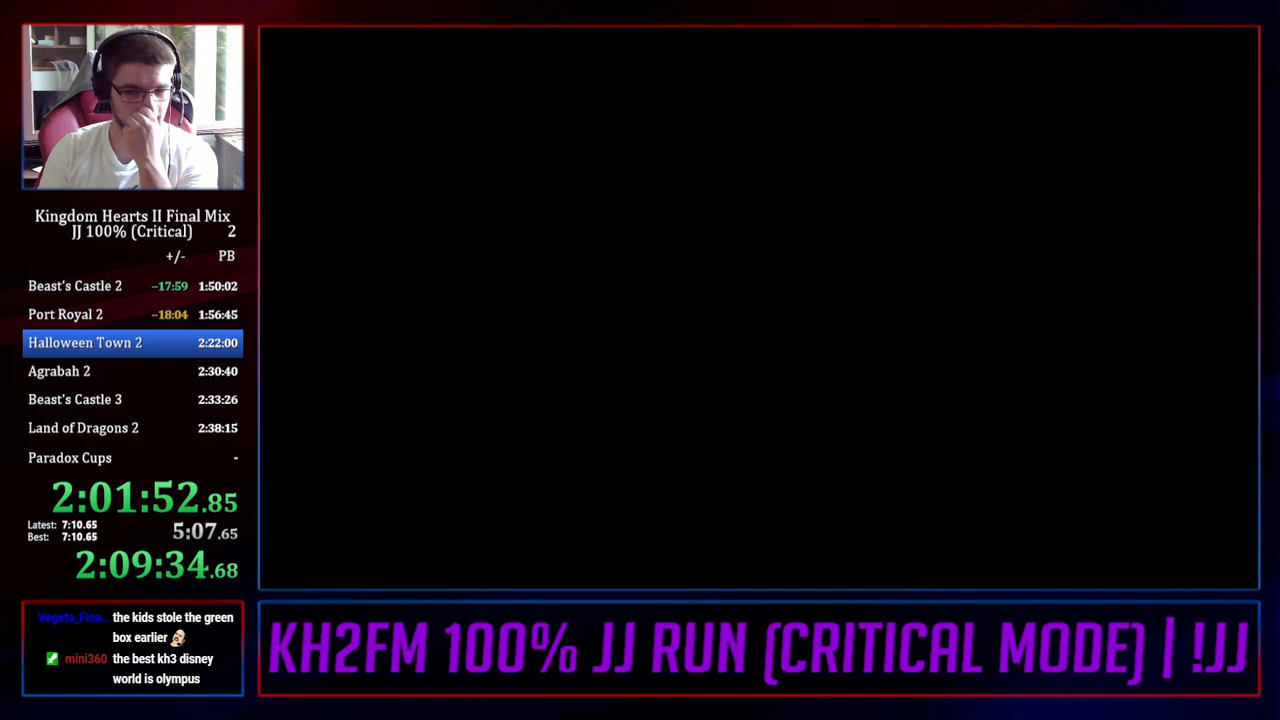 Kingdom Hearts II Final Mix
JJ 100% (Critical) 2
+/- PB
Beast's Castle 2 −17:59 1:50:02
Port Royal 2 −18:04 1:56:45
Halloween Town 2 2:22:00
Agrabah 2 2:30:40
Beast's Castle 3 2:33:26
Land of Dragons 2 2:38:15
Paradox Cups -
2:01:52.85
Latest: 7:10.65
Best: 7:10.65
5:07.65
2:09:34.68
Vegeta_Fina... the kids stole the green
box earlier
mini360 the best kh3 disney
world is olympus
KH2FM 100% JJ RUN (CRITICAL MODE) | !JJ